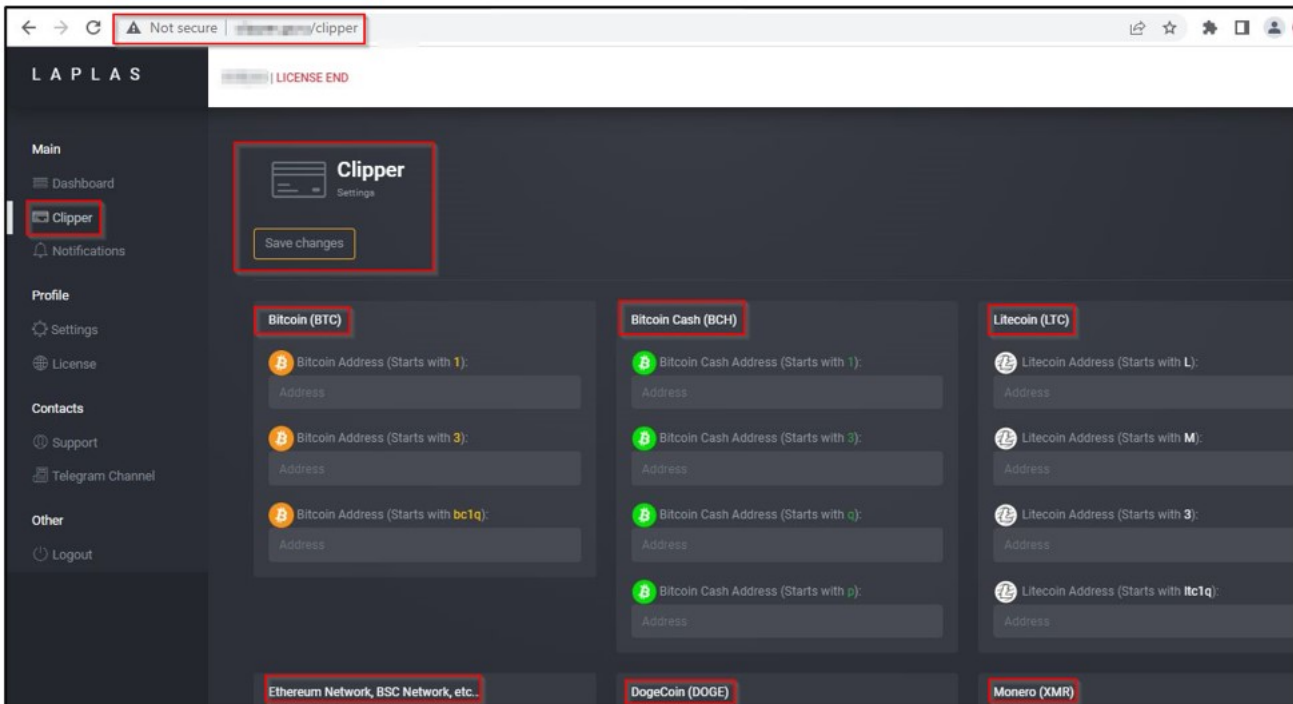 Not secure | /clipper
LAPLAS
| LICENSE END
Main
Dashboard
Clipper
Notifications
Profile
Settings
License
Contacts
Support
Telegram Channel
Other
Logout
Clipper
Settings
Save changes
Bitcoin (BTC)
Bitcoin Address (Starts with 1):
Address
Bitcoin Address (Starts with 3):
Address
Bitcoin Address (Starts with bc1q):
Address
Bitcoin Cash (BCH)
Bitcoin Cash Address (Starts with 1):
Address
Bitcoin Cash Address (Starts with 3):
Address
Bitcoin Cash Address (Starts with q):
Address
Bitcoin Cash Address (Starts with p):
Address
Litecoin (LTC)
Litecoin Address (Starts with L):
Address
Litecoin Address (Starts with M):
Address
Litecoin Address (Starts with 3):
Address
Litecoin Address (Starts with ltc1q):
Address
Ethereum Network, BSC Network, etc..
DogeCoin (DOGE)
Monero (XMR)